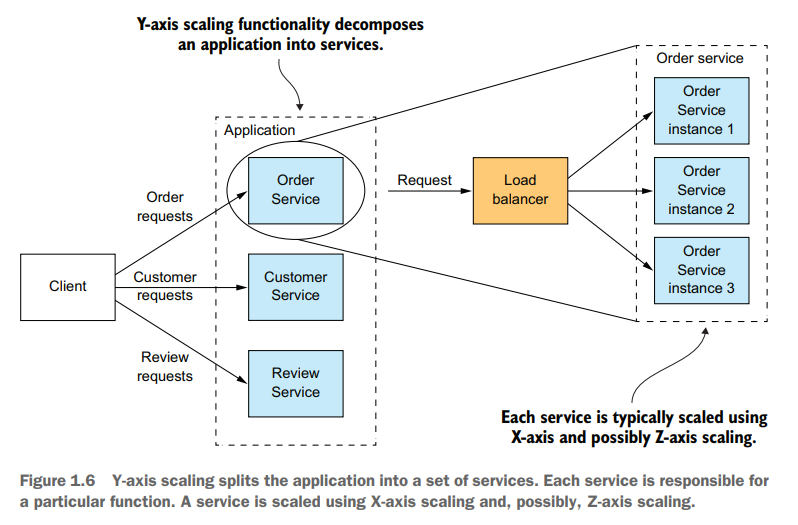 Y-axis scaling functionality decomposes
an application into services.
Order service
Application
Order
Service
instance 1
Order
Service
Request
Load
balancer
Order
Service
instance 2
Order
requests
Order
Service
instance 3
Client
Customer
requests
Customer
Service
Review
requests
Review
Service
Each service is typically scaled using
X-axis and possibly Z-axis scaling.
Figure 1.6 Y-axis scaling splits the application into a set of services. Each service is responsible for
a particular function. A service is scaled using X-axis scaling and, possibly, Z-axis scaling.